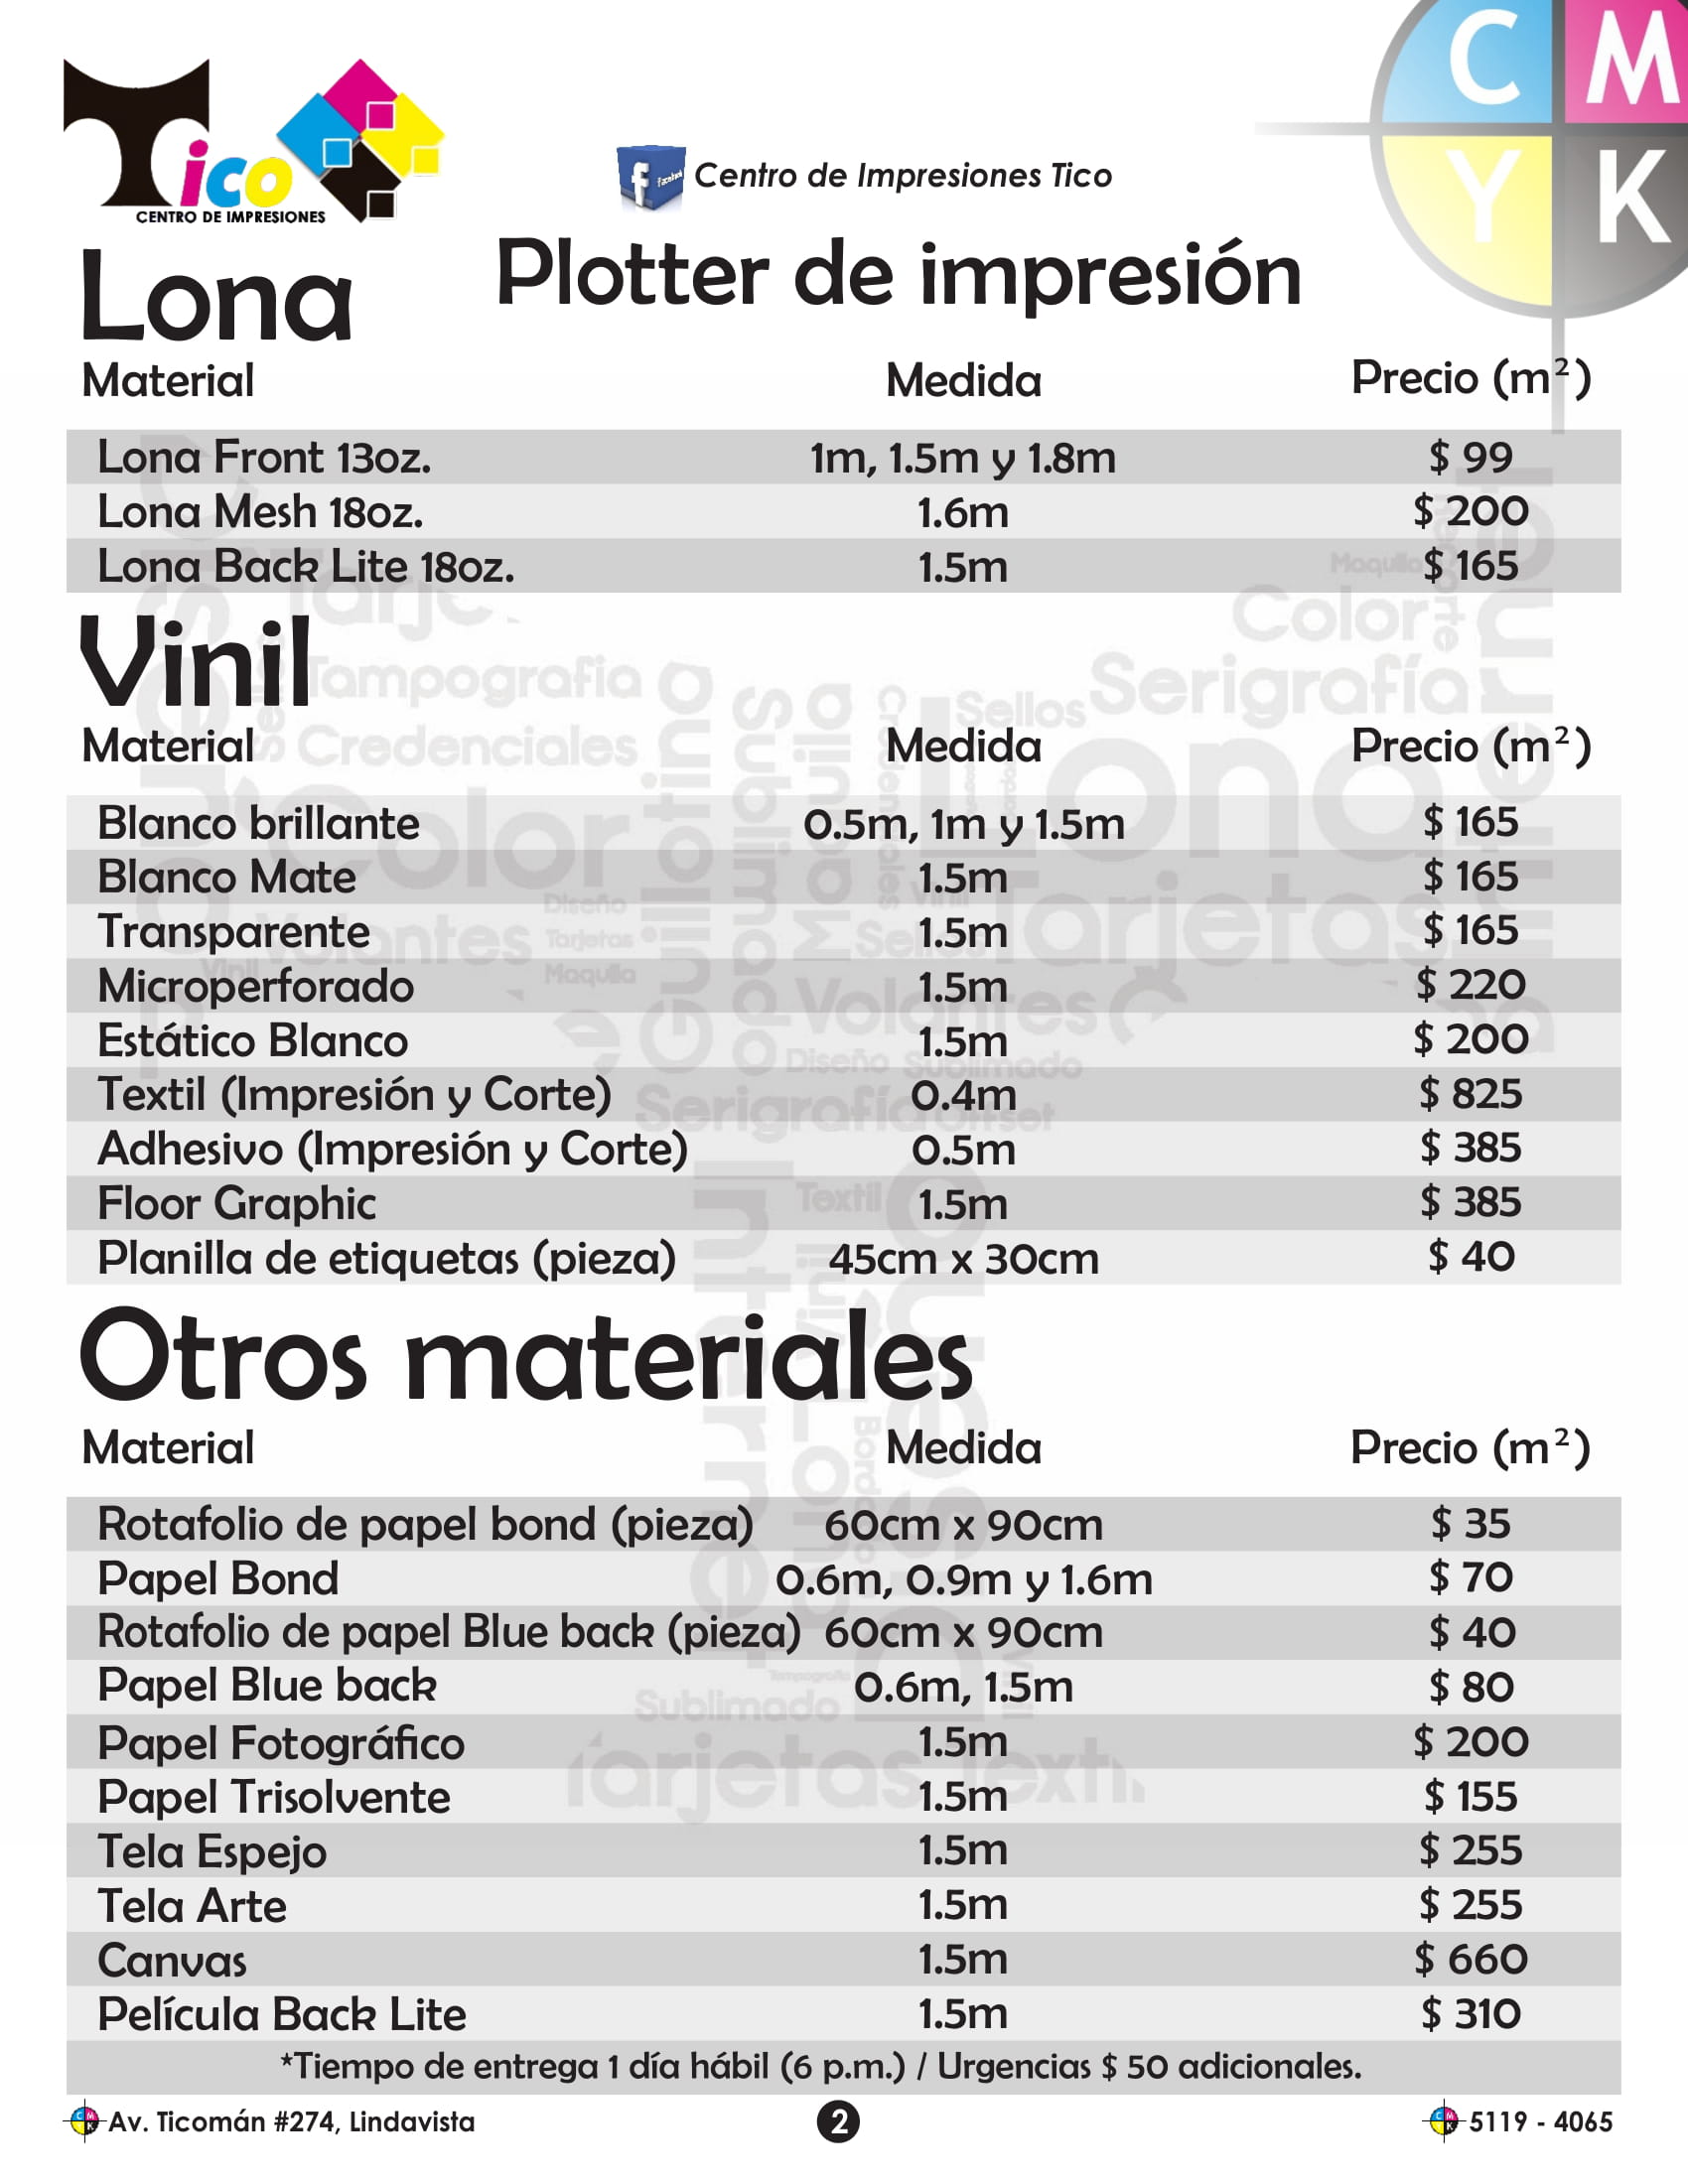 Tico
CENTRO DE IMPRESIONES
facebook
Centro de Impresiones Tico
C M
Y K
Plotter de impresión
Lona
Material Medida Precio (m²)
Lona Front 13oz. 1m, 1.5m y 1.8m $ 99
Lona Mesh 18oz. 1.6m $ 200
Lona Back Lite 18oz. 1.5m $ 165
Vinil
Material Medida Precio (m²)
Blanco brillante 0.5m, 1m y 1.5m $ 165
Blanco Mate 1.5m $ 165
Transparente 1.5m $ 165
Microperforado 1.5m $ 220
Estático Blanco 1.5m $ 200
Textil (Impresión y Corte) 0.4m $ 825
Adhesivo (Impresión y Corte) 0.5m $ 385
Floor Graphic 1.5m $ 385
Planilla de etiquetas (pieza) 45cm x 30cm $ 40
Otros materiales
Material Medida Precio (m²)
Rotafolio de papel bond (pieza) 60cm x 90cm $ 35
Papel Bond 0.6m, 0.9m y 1.6m $ 70
Rotafolio de papel Blue back (pieza) 60cm x 90cm $ 40
Papel Blue back 0.6m, 1.5m $ 80
Papel Fotográfico 1.5m $ 200
Papel Trisolvente 1.5m $ 155
Tela Espejo 1.5m $ 255
Tela Arte 1.5m $ 255
Canvas 1.5m $ 660
Película Back Lite 1.5m $ 310
*Tiempo de entrega 1 día hábil (6 p.m.) / Urgencias $ 50 adicionales.
Av. Ticomán #274, Lindavista 2 5119 - 4065